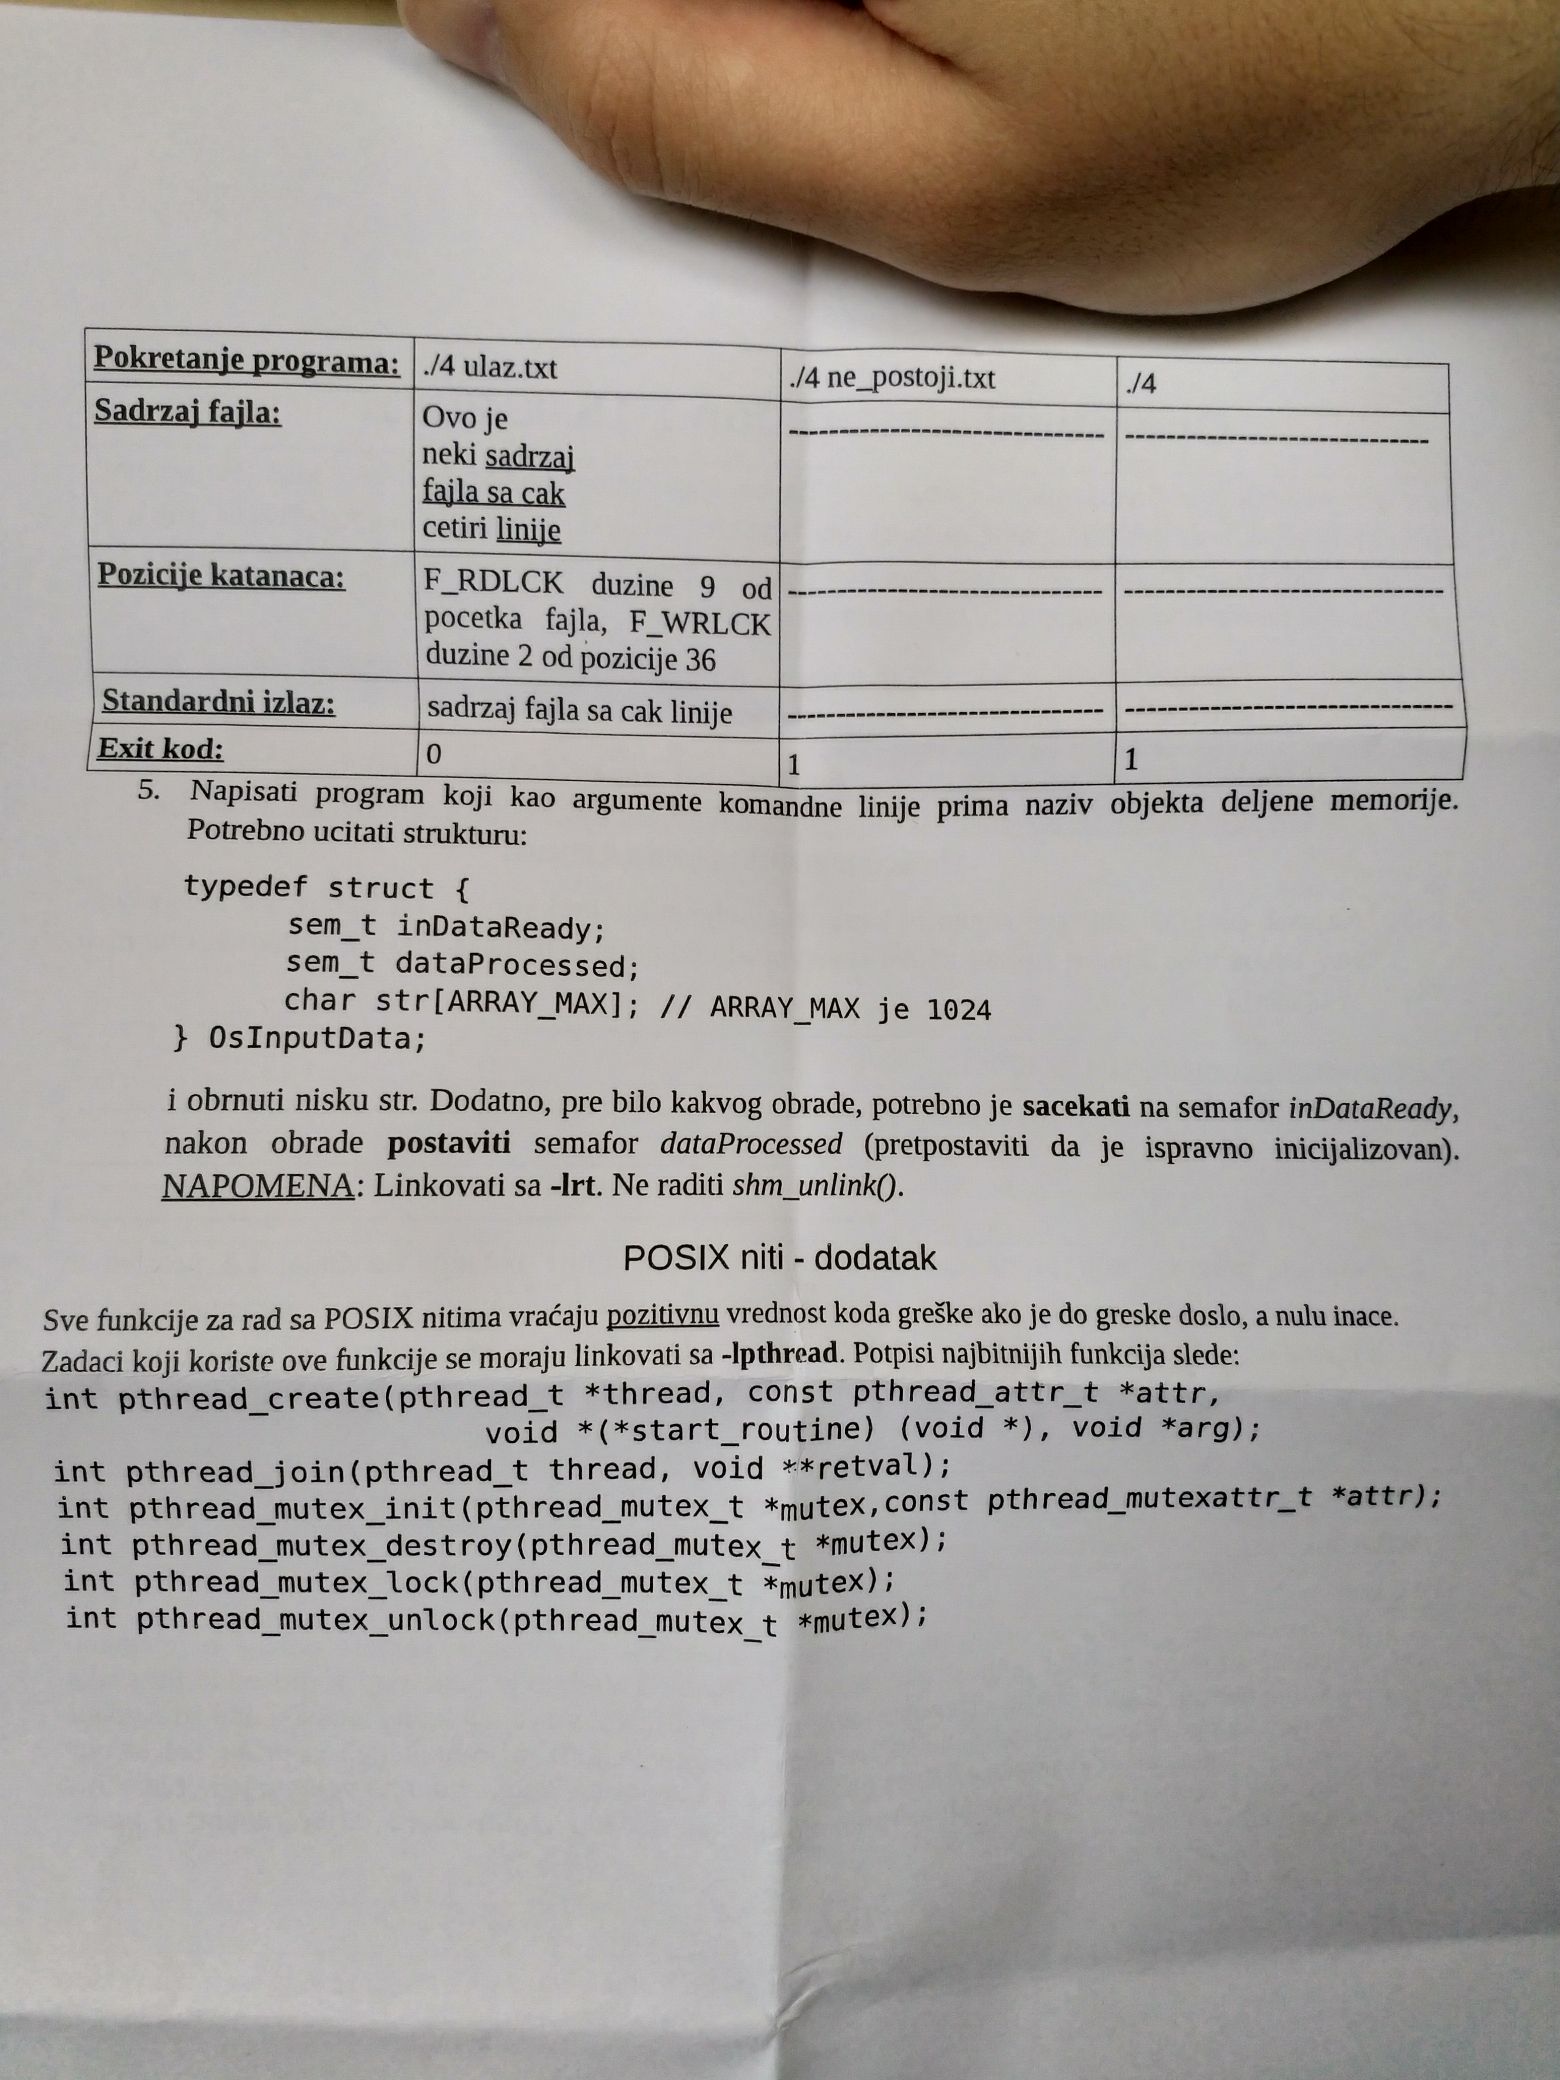 Pokretanje programa: ./4 ulaz.txt ./4 ne_postoji.txt ./4
Sadrzaj fajla: Ovo je
neki sadrzaj
fajla sa cak
cetiri linije
------------------------------- ------------------------------
Pozicije katanaca: F_RDLCK duzine 9 od
pocetka fajla, F_WRLCK
duzine 2 od pozicije 36
------------------------------- -------------------------------
Standardni izlaz: sadrzaj fajla sa cak linije ------------------------------- --------------------------------
Exit kod: 0 1 1
5. Napisati program koji kao argumente komandne linije prima naziv objekta deljene memorije.
Potrebno ucitati strukturu:
typedef struct {
sem_t inDataReady;
sem_t dataProcessed;
char str[ARRAY_MAX]; // ARRAY_MAX je 1024
} OsInputData;
i obrnuti nisku str. Dodatno, pre bilo kakvog obrade, potrebno je sacekati na semafor inDataReady,
nakon obrade postaviti semafor dataProcessed (pretpostaviti da je ispravno inicijalizovan).
NAPOMENA: Linkovati sa -lrt. Ne raditi shm_unlink().
POSIX niti - dodatak
Sve funkcije za rad sa POSIX nitima vraćaju pozitivnu vrednost koda greške ako je do greske doslo, a nulu inace.
Zadaci koji koriste ove funkcije se moraju linkovati sa -lpthread. Potpisi najbitnijih funkcija slede:
int pthread_create(pthread_t *thread, const pthread_attr_t *attr,
void *(*start_routine) (void *), void *arg);
int pthread_join(pthread_t thread, void **retval);
int pthread_mutex_init(pthread_mutex_t *mutex,const pthread_mutexattr_t *attr);
int pthread_mutex_destroy(pthread_mutex_t *mutex);
int pthread_mutex_lock(pthread_mutex_t *mutex);
int pthread_mutex_unlock(pthread_mutex_t *mutex);